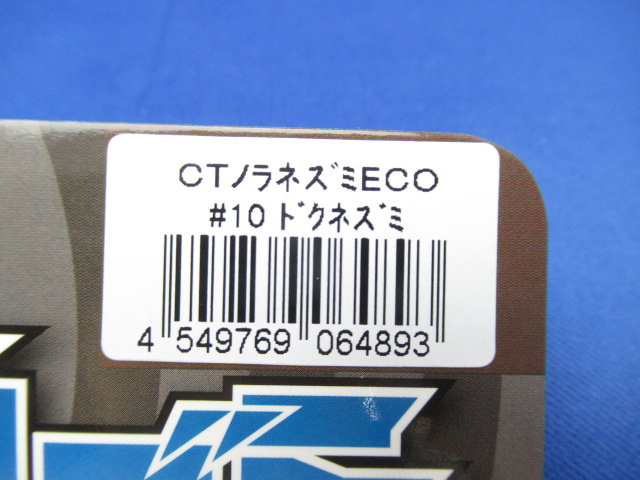 CTﾉﾗﾈｽﾞﾐECO
#10 ﾄﾞｸﾈｽﾞﾐ
4 549769 064893